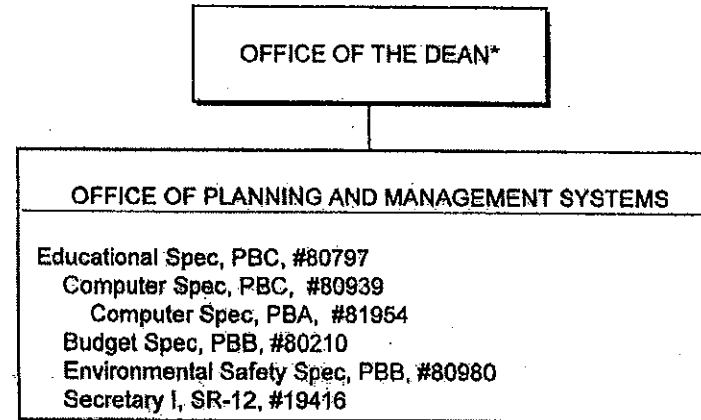 OFFICE OF THE DEAN*
OFFICE OF PLANNING AND MANAGEMENT SYSTEMS
Educational Spec, PBC, #80797
Computer Spec, PBC, #80939
Computer Spec, PBA, #81954
Budget Spec, PBB, #80210
Environmental Safety Spec, PBB, #80980
Secretary I, SR-12, #19416